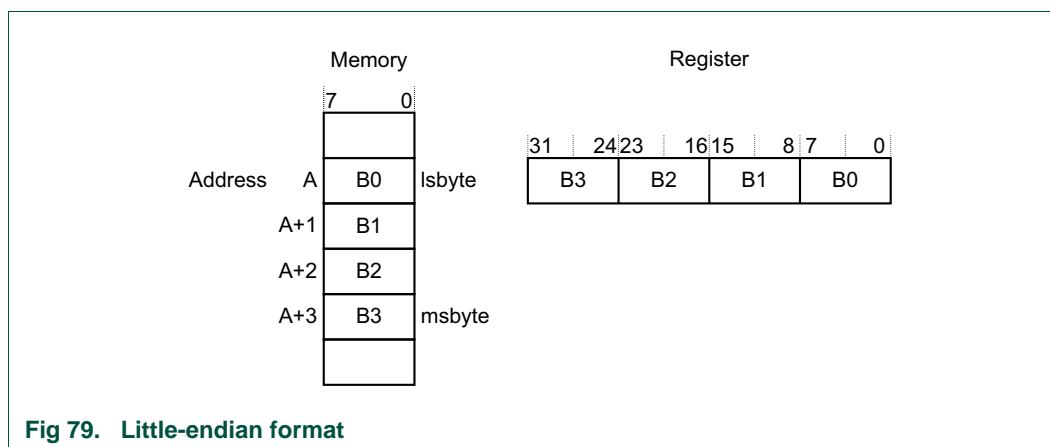 Memory Register
7 0
31 24 23 16 15 8 7 0
Address A B0 lsbyte B3 B2 B1 B0
A+1 B1
A+2 B2
A+3 B3 msbyte
Fig 79. Little-endian format